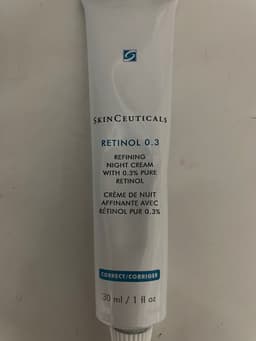 SKINCEUTICALS
RETINOL 0.3
REFINING
NIGHT CREAM
WITH 0.3% PURE
RETINOL
CRÈME DE NUIT
AFFINANTE AVEC
RÉTINOL PUR 0.3%
CORRECT/CORRIGER
30 ml / 1 fl oz